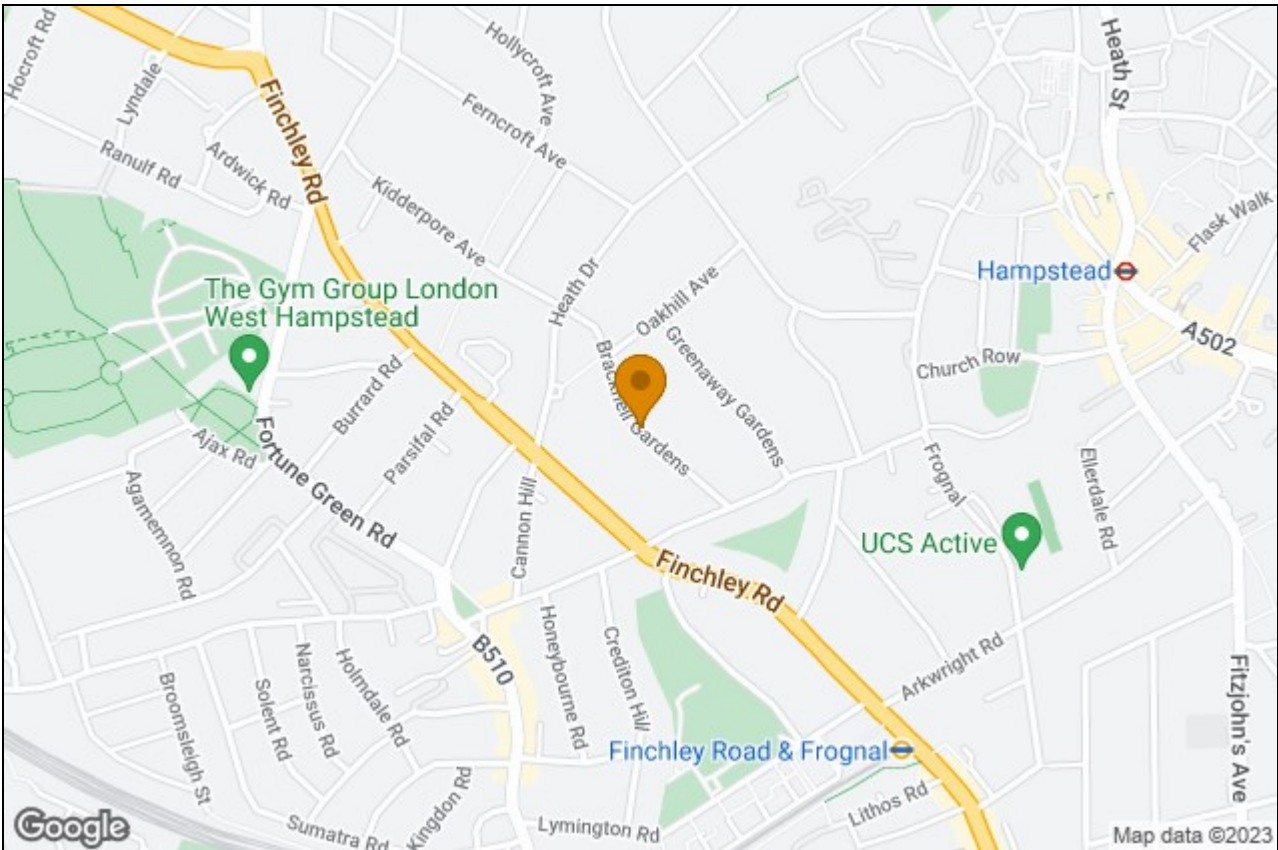 Hocroft Rd
Lyndale
Ranulf Rd
Ardwick Rd
Finchley Rd
Hollycroft Ave
Ferncroft Ave
Kidderpore Ave
Heath St
Flask Walk
Hampstead
A502
The Gym Group London
West Hampstead
Heath Dr
Oakhill Ave
Bracknell Gardens
Greenaway Gardens
Church Row
Burrard Rd
Parsifal Rd
Ajax Rd
Fortune Green Rd
Agamemnon Rd
Cannon Hill
Frognal
Ellerdale Rd
UCS Active
Finchley Rd
B510
Honeybourne Rd
Crediton Hill
Holmdale Rd
Narcissus Rd
Solent Rd
Broomsleigh St
Arkwright Rd
Fitzjohn's Ave
Finchley Road & Frognal
Kingdon Rd
Sumatra Rd
Lymington Rd
Lithos Rd
Google
Map data ©2023